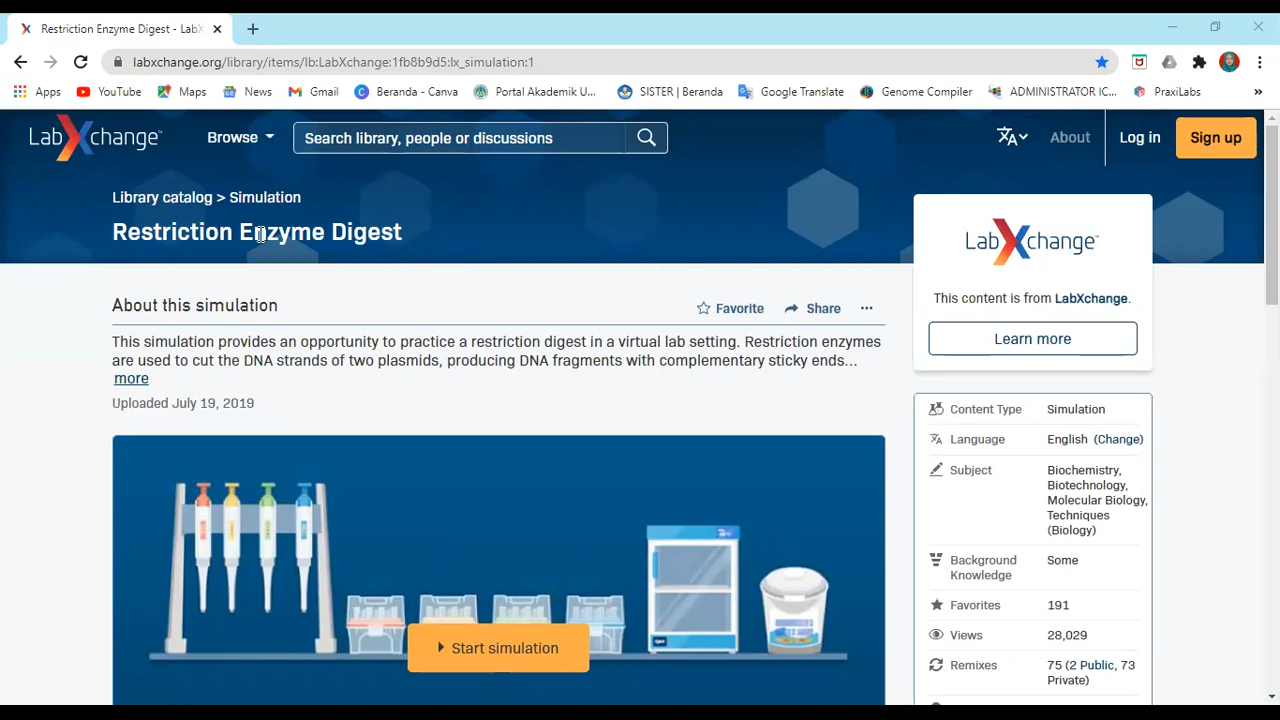 Restriction Enzyme Digest - LabX
labxchange.org/library/items/lb:LabXchange:1fb8b9d5:lx_simulation:1
Apps YouTube Maps News Gmail Beranda - Canva Portal Akademik U... SISTER | Beranda Google Translate Genome Compiler ADMINISTRATOR IC... PraxiLabs »
LabXchange Browse Search library, people or discussions About Log in Sign up
Library catalog > Simulation
Restriction Enzyme Digest
LabXchange
This content is from LabXchange.
Learn more
About this simulation Favorite Share ...
This simulation provides an opportunity to practice a restriction digest in a virtual lab setting. Restriction enzymes
are used to cut the DNA strands of two plasmids, producing DNA fragments with complementary sticky ends...
more
Uploaded July 19, 2019
Start simulation
Content Type Simulation
Language English (Change)
Subject Biochemistry,
Biotechnology,
Molecular Biology,
Techniques
(Biology)
Background Some
Knowledge
Favorites 191
Views 28,029
Remixes 75 (2 Public, 73
Private)